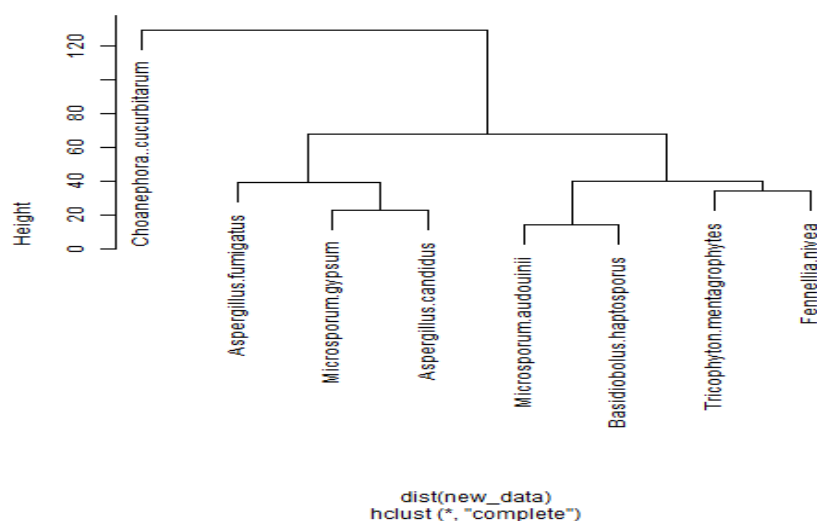 Height
0
20
40
60
80
120
Choanephora..cucurbitarum
Aspergillus.fumigatus
Microsporum.gypsum
Aspergillus.candidus
Microsporum.audouinii
Basidiobolus.haptosporus
Tricophyton.mentagrophytes
Fennellia.nivea
dist(new_data)
hclust (*, "complete")